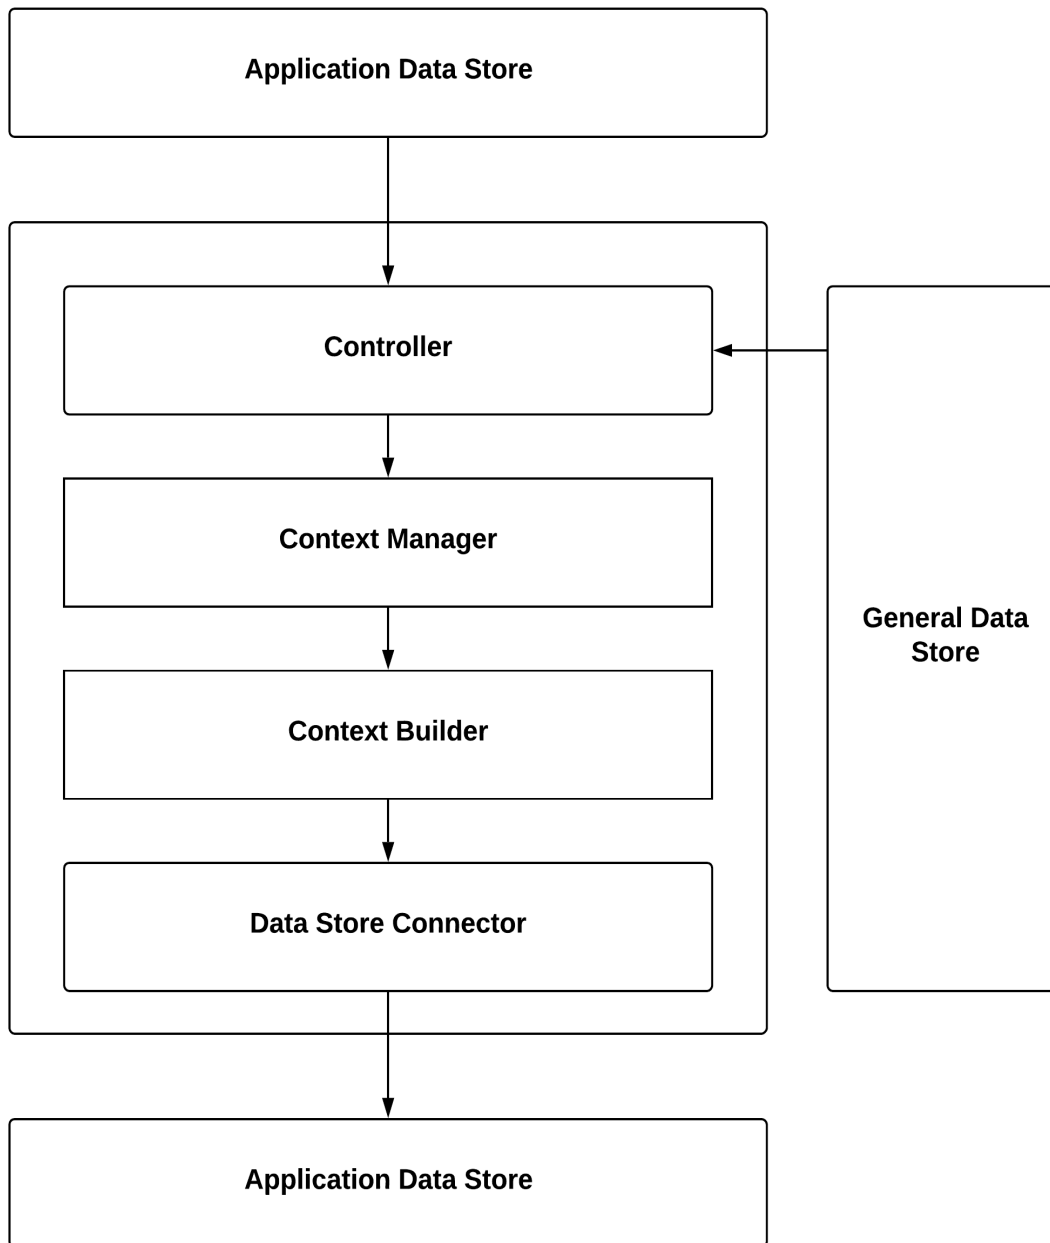 Application Data Store
Controller
Context Manager
General Data
Store
Context Builder
Data Store Connector
Application Data Store